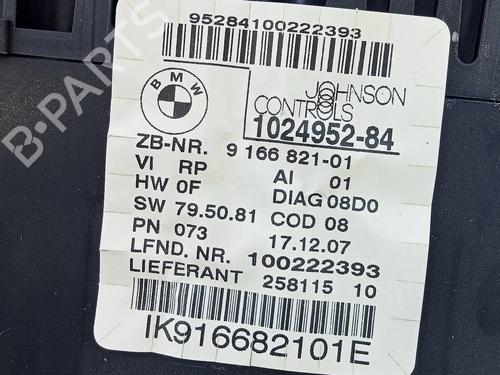 95284100222393
BMW
JOHNSON
CONTROLS
1024952-84
ZB-NR. 9 166 821-01
VI RP AI 01
HW 0F DIAG 08D0
SW 79.50.81 COD 08
PN 073 17.12.07
LFND. NR. 100222393
LIEFERANT 258115 10
IK916682101E
B-PARTS